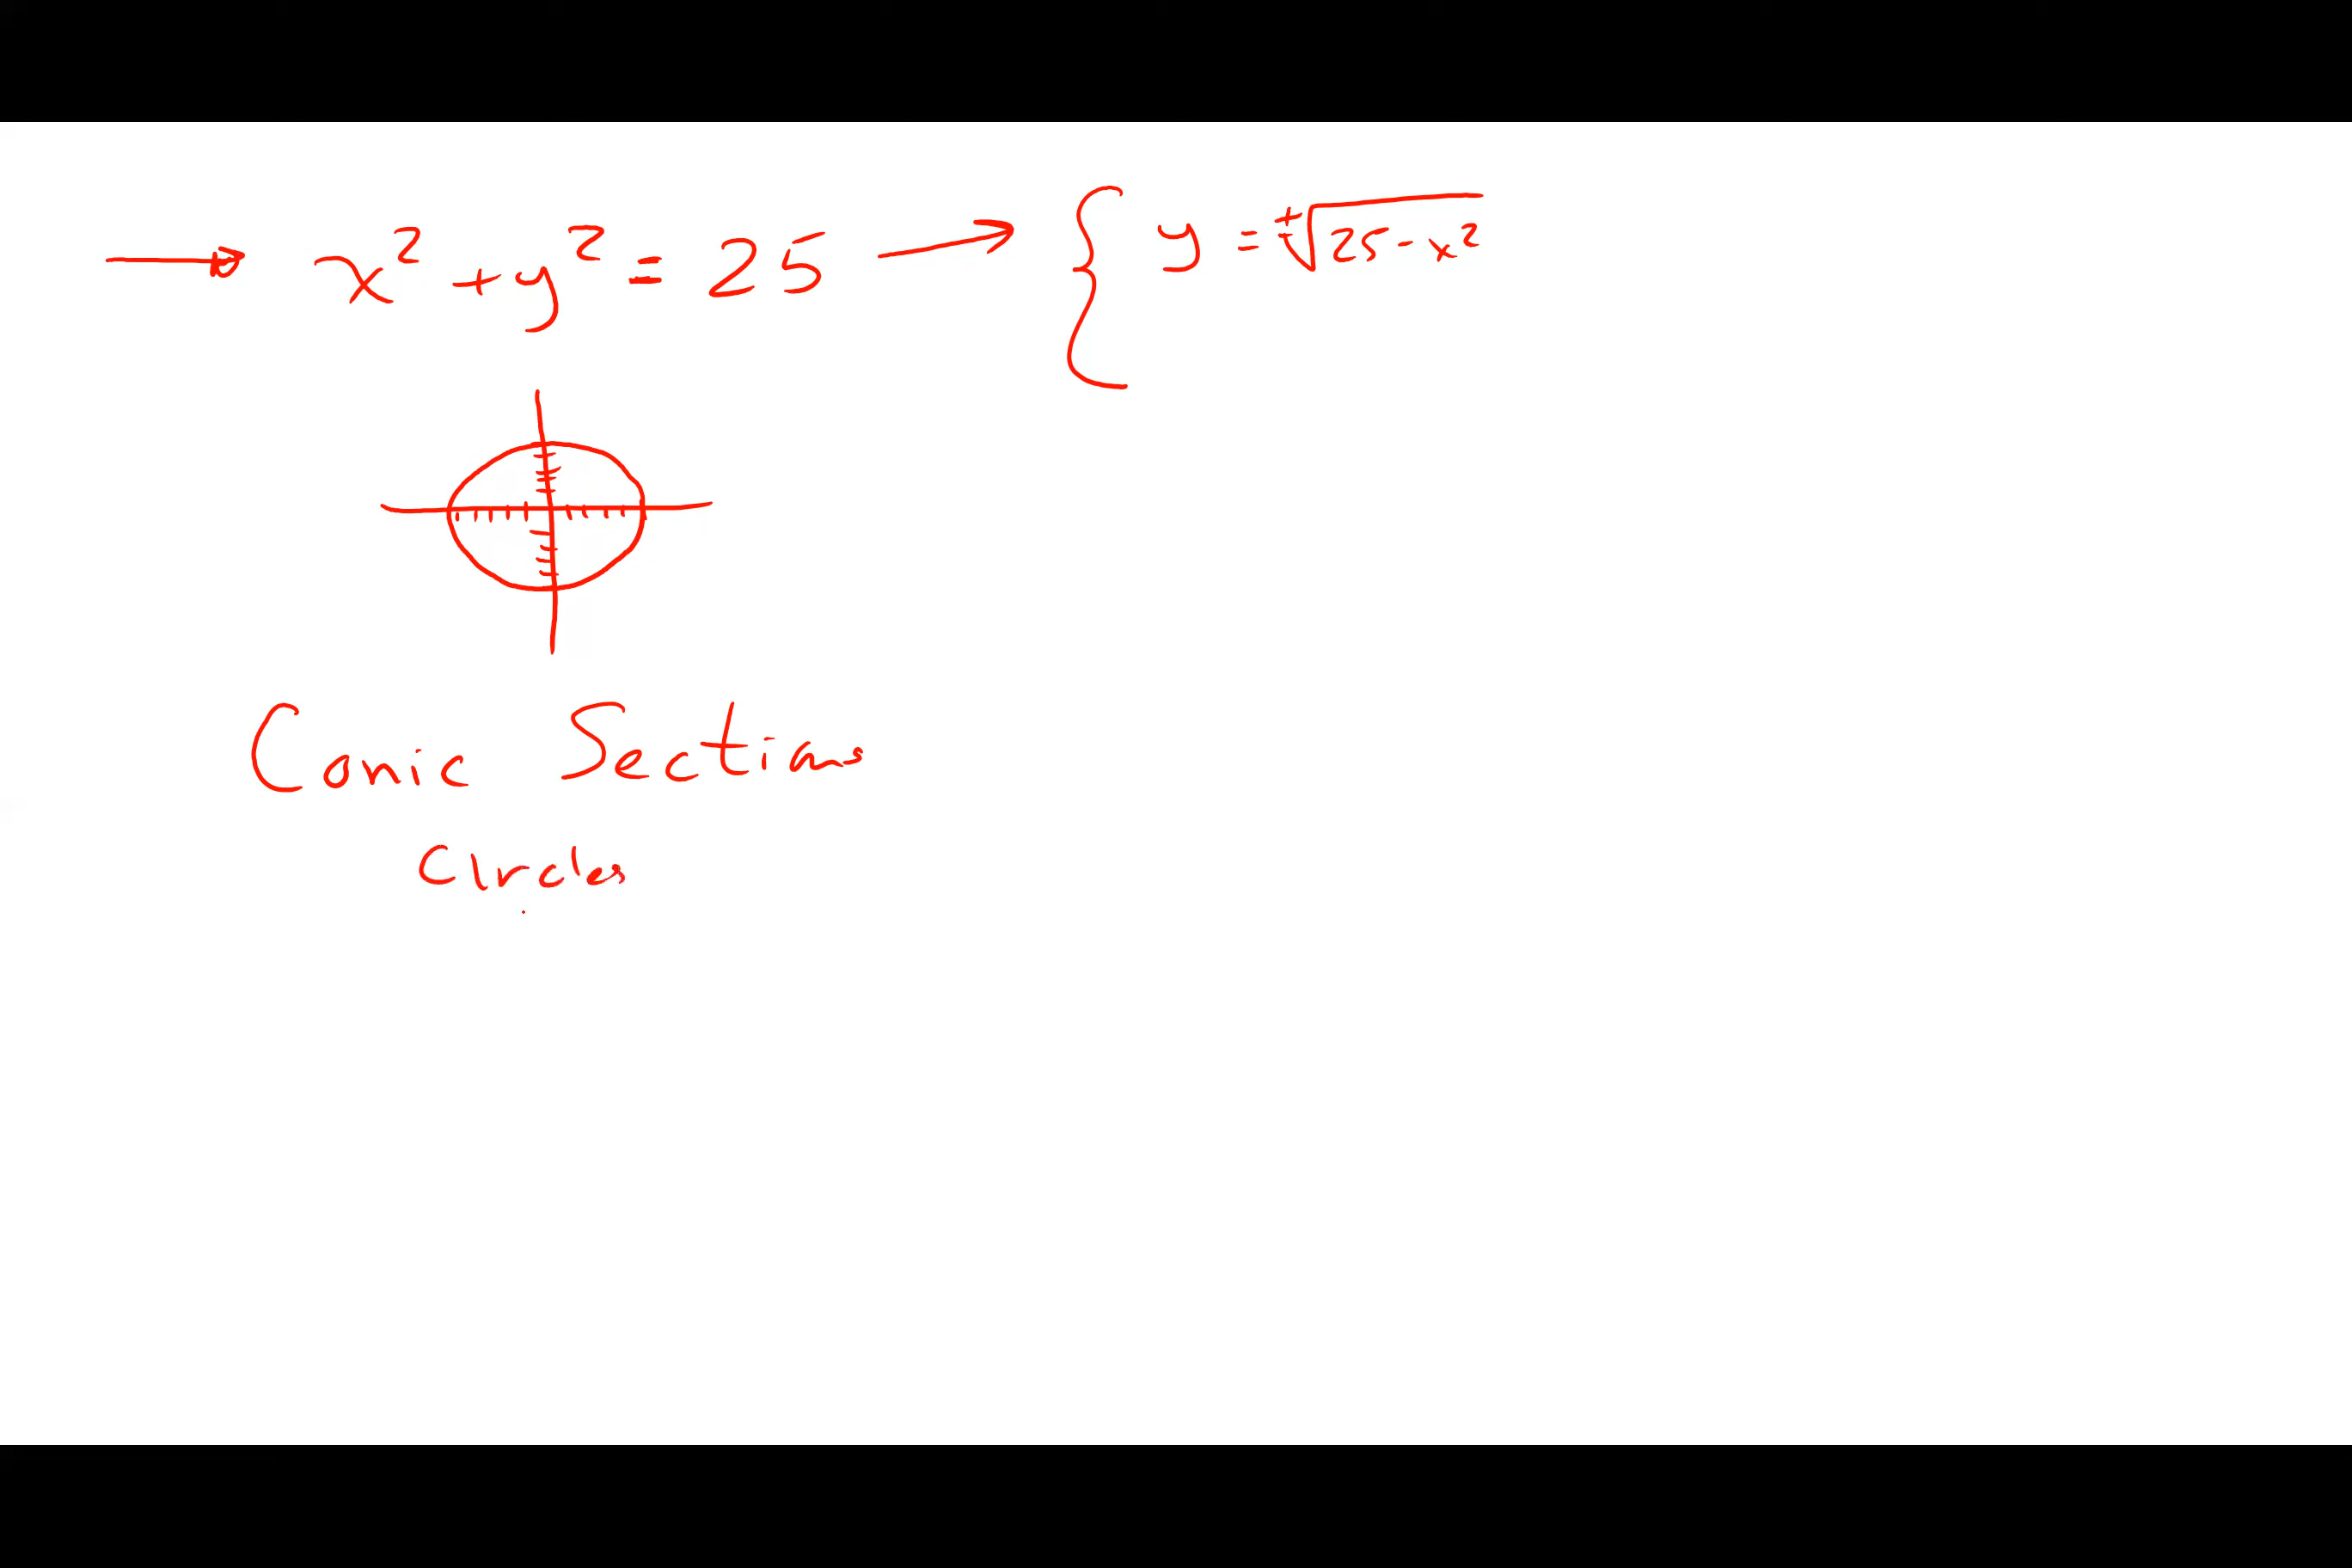 → x² + y² = 25 → { y = ±√(25 - x²)
Conic Sections
Circles